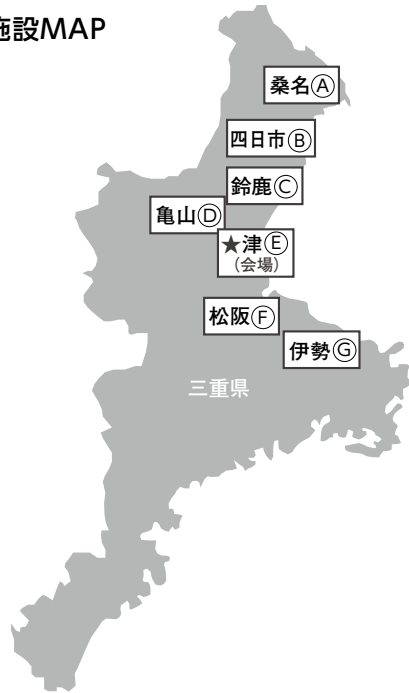 施設MAP
桑名Ⓐ
四日市Ⓑ
鈴鹿Ⓒ
亀山Ⓓ
★津Ⓔ
(会場)
松阪Ⓕ
伊勢Ⓖ
三重県